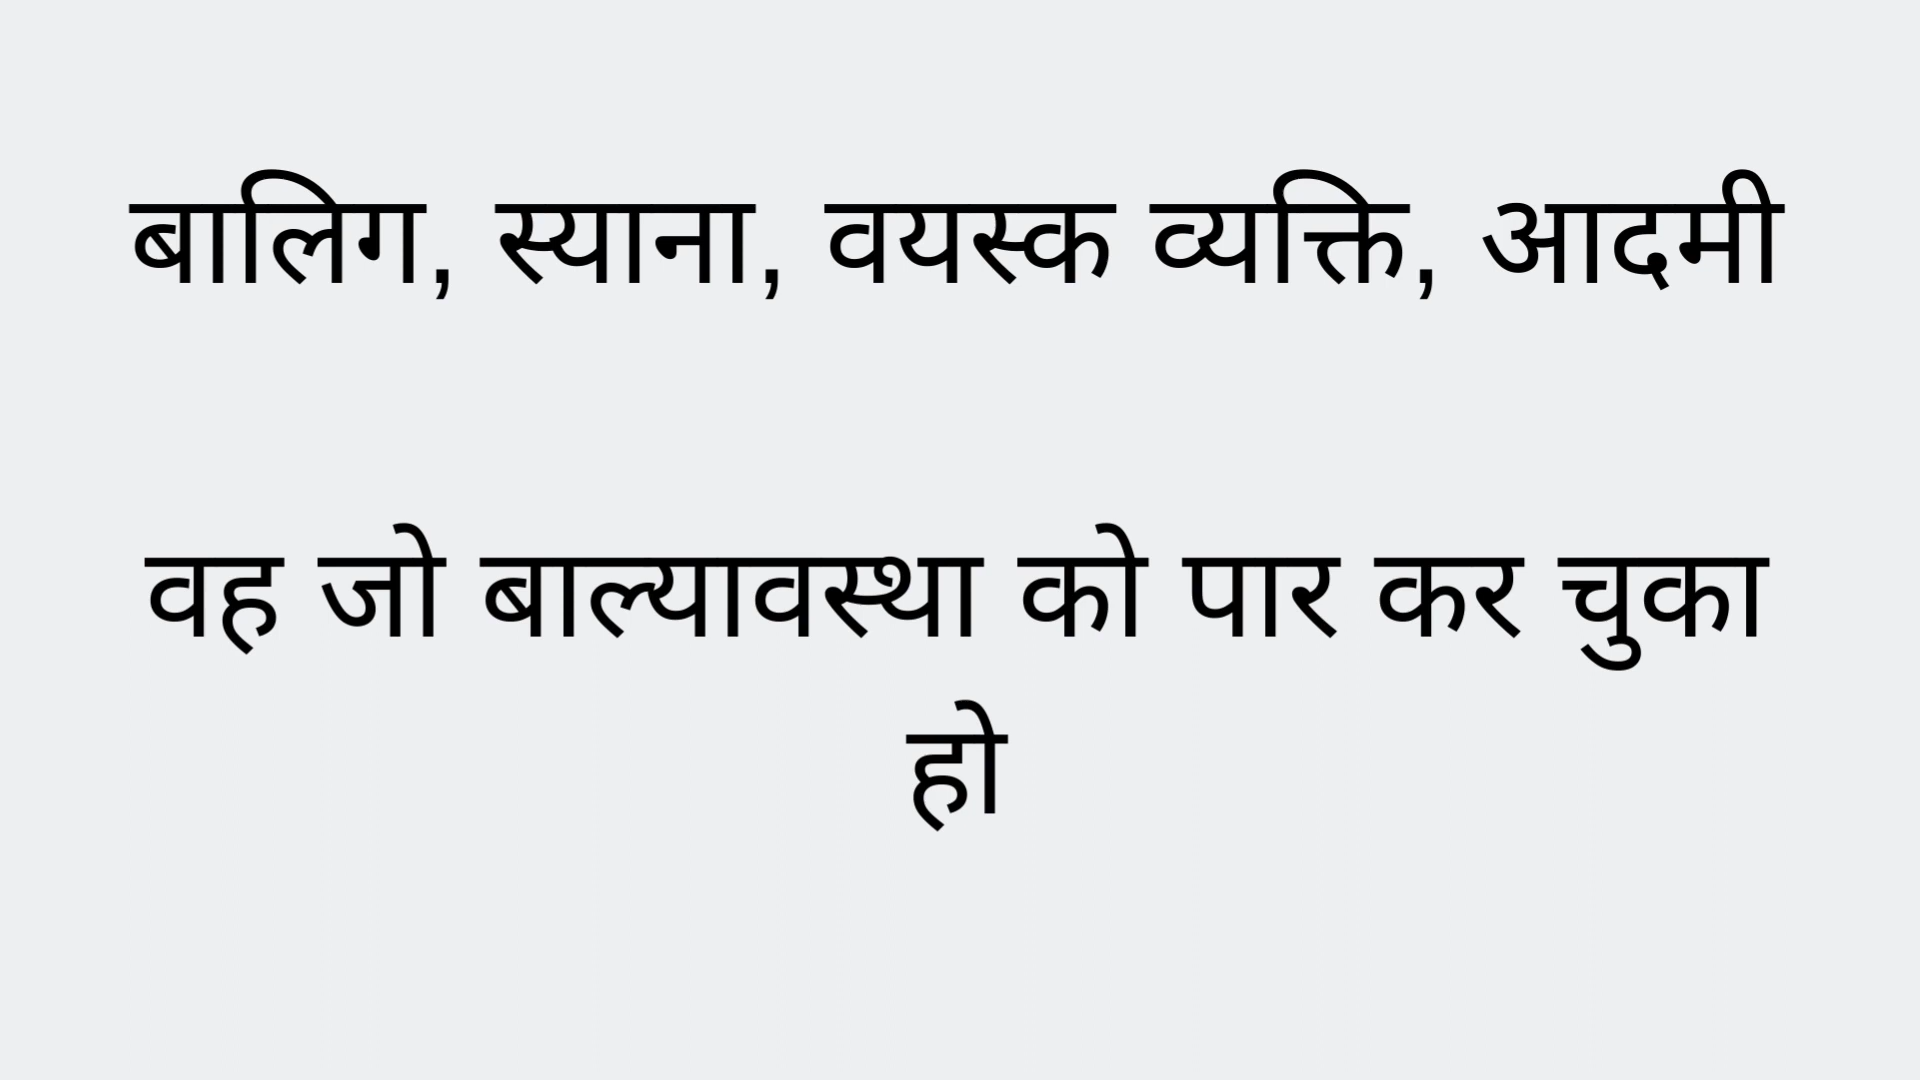 बालिग, स्याना, वयस्क व्यक्ति, आदमी
वह जो बाल्यावस्था को पार कर चुका
हो